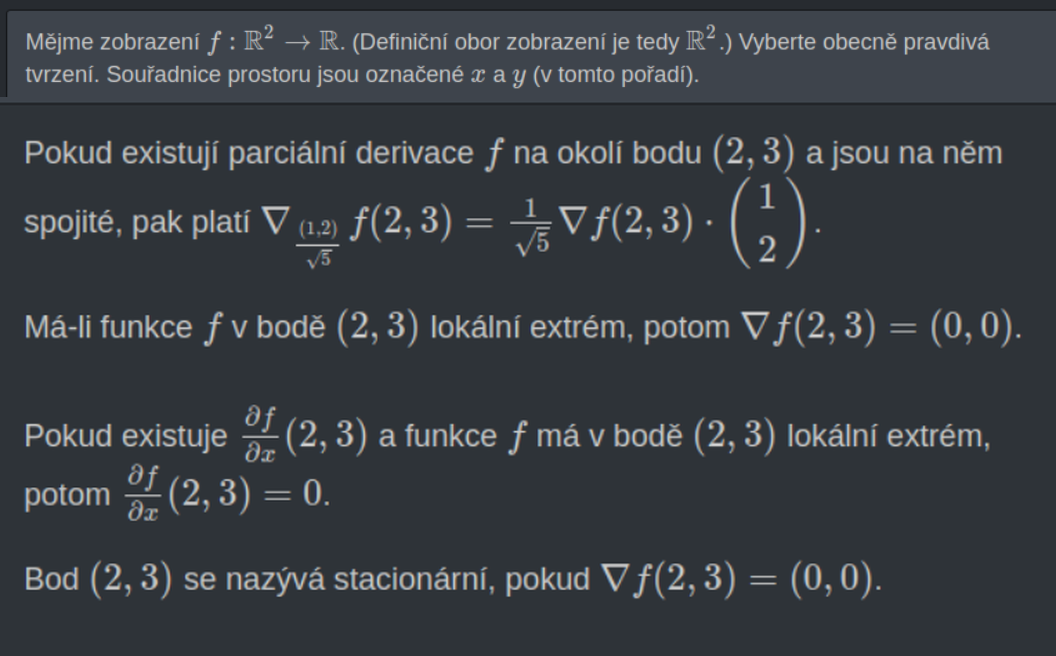 Mějme zobrazení f : ℝ² → ℝ. (Definiční obor zobrazení je tedy ℝ².) Vyberte obecně pravdivá
tvrzení. Souřadnice prostoru jsou označené x a y (v tomto pořadí).
Pokud existují parciální derivace f na okolí bodu (2, 3) a jsou na něm
spojité, pak platí ∇_{(1,2)/√5} f(2, 3) = 1/√5 ∇f(2, 3) · (1 2).
Má-li funkce f v bodě (2, 3) lokální extrém, potom ∇f(2, 3) = (0, 0).
Pokud existuje ∂f/∂x (2, 3) a funkce f má v bodě (2, 3) lokální extrém,
potom ∂f/∂x (2, 3) = 0.
Bod (2, 3) se nazývá stacionární, pokud ∇f(2, 3) = (0, 0).